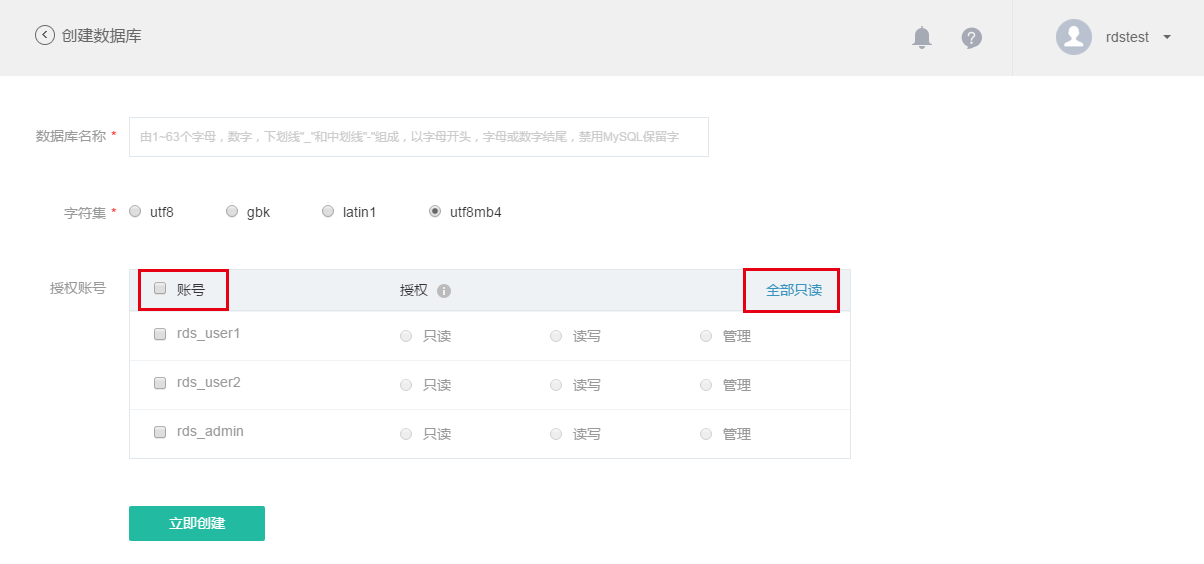 创建数据库
rdstest
数据库名称 *
由1~63个字母，数字，下划线"_"和中划线"-"组成，以字母开头，字母或数字结尾，禁用MySQL保留字
字符集 * utf8 gbk latin1 utf8mb4
授权账号
账号 授权 全部只读
rds_user1 只读 读写 管理
rds_user2 只读 读写 管理
rds_admin 只读 读写 管理
立即创建